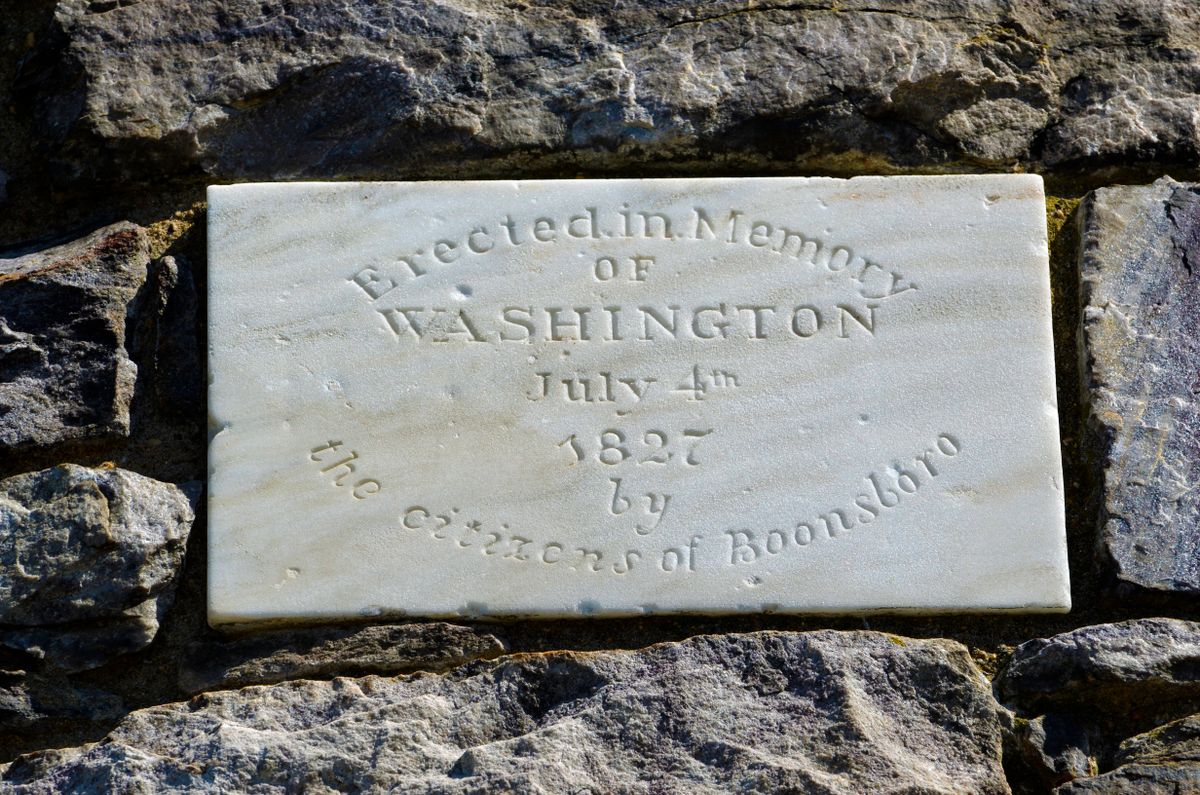 Erected.in.Memory
OF
WASHINGTON
July 4th
1827
by
the citizens of Boonsboro